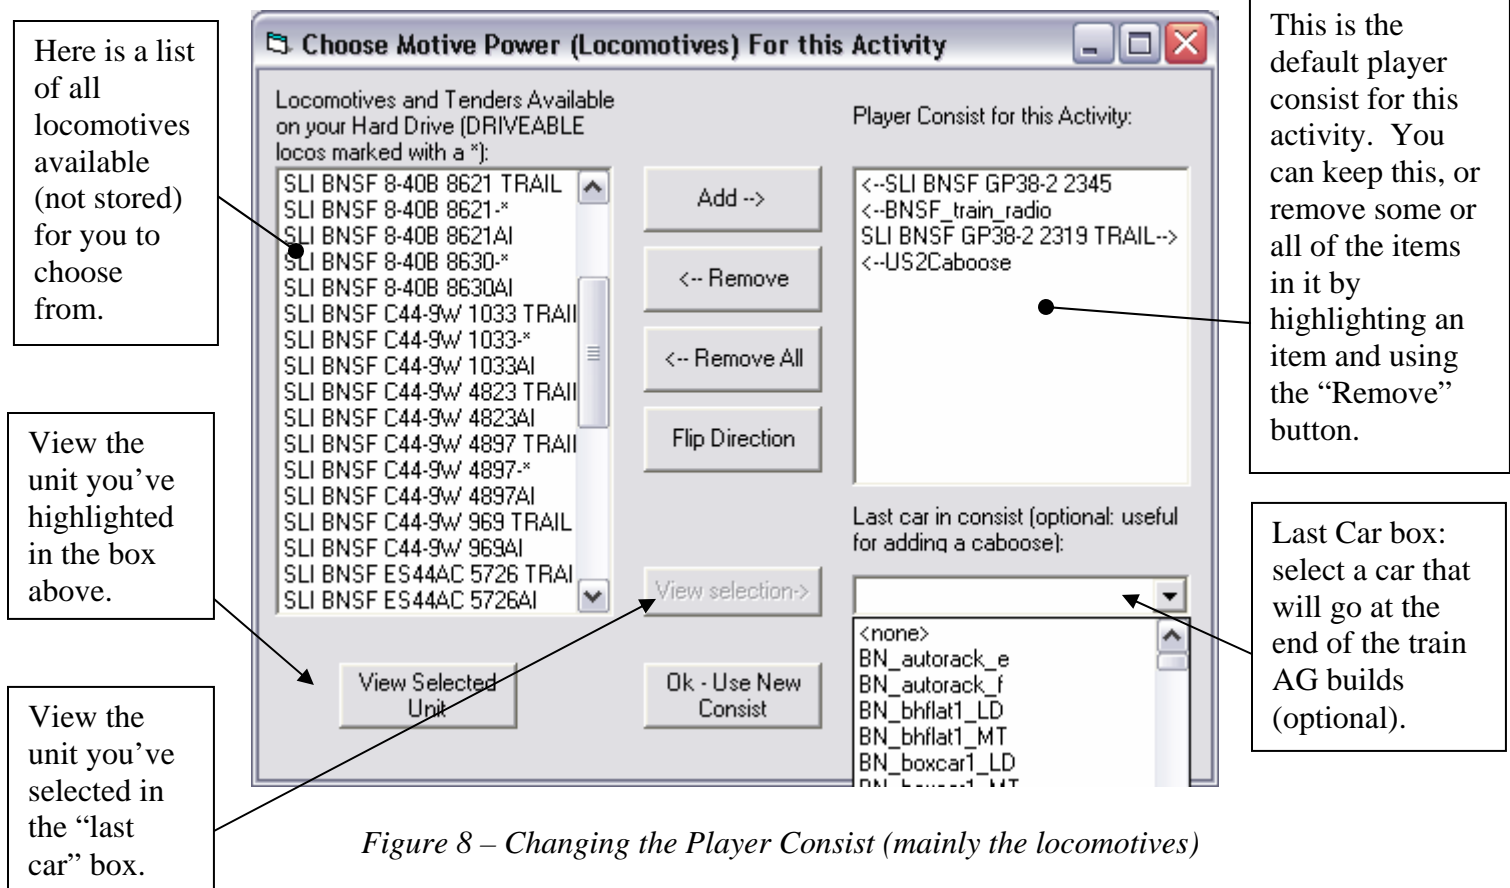 Here is a list
of all
locomotives
available
(not stored)
for you to
choose
from.
View the
unit you’ve
highlighted
in the box
above.
View the
unit you’ve
selected in
the “last
car” box.
Choose Motive Power (Locomotives) For this Activity
Locomotives and Tenders Available
on your Hard Drive (DRIVEABLE
locos marked with a *):
SLI BNSF 8-40B 8621 TRAIL
SLI BNSF 8-40B 8621-*
SLI BNSF 8-40B 8621AI
SLI BNSF 8-40B 8630-*
SLI BNSF 8-40B 8630AI
SLI BNSF C44-9W 1033 TRAIL
SLI BNSF C44-9W 1033-*
SLI BNSF C44-9W 1033AI
SLI BNSF C44-9W 4823 TRAIL
SLI BNSF C44-9W 4823AI
SLI BNSF C44-9W 4897 TRAIL
SLI BNSF C44-9W 4897-*
SLI BNSF C44-9W 4897AI
SLI BNSF C44-9W 969 TRAIL
SLI BNSF C44-9W 969AI
SLI BNSF ES44AC 5726 TRAI
SLI BNSF ES44AC 5726AI
View Selected
Unit
Add -->
<-- Remove
<-- Remove All
Flip Direction
View selection->
Ok - Use New
Consist
Player Consist for this Activity:
<--SLI BNSF GP38-2 2345
<--BNSF_train_radio
SLI BNSF GP38-2 2319 TRAIL-->
<--US2Caboose
Last car in consist (optional: useful
for adding a caboose):
<none>
BN_autorack_e
BN_autorack_f
BN_bhflat1_LD
BN_bhflat1_MT
BN_boxcar1_LD
BN_boxcar1_MT
This is the
default player
consist for this
activity. You
can keep this, or
remove some or
all of the items
in it by
highlighting an
item and using
the “Remove”
button.
Last Car box:
select a car that
will go at the
end of the train
AG builds
(optional).
Figure 8 – Changing the Player Consist (mainly the locomotives)